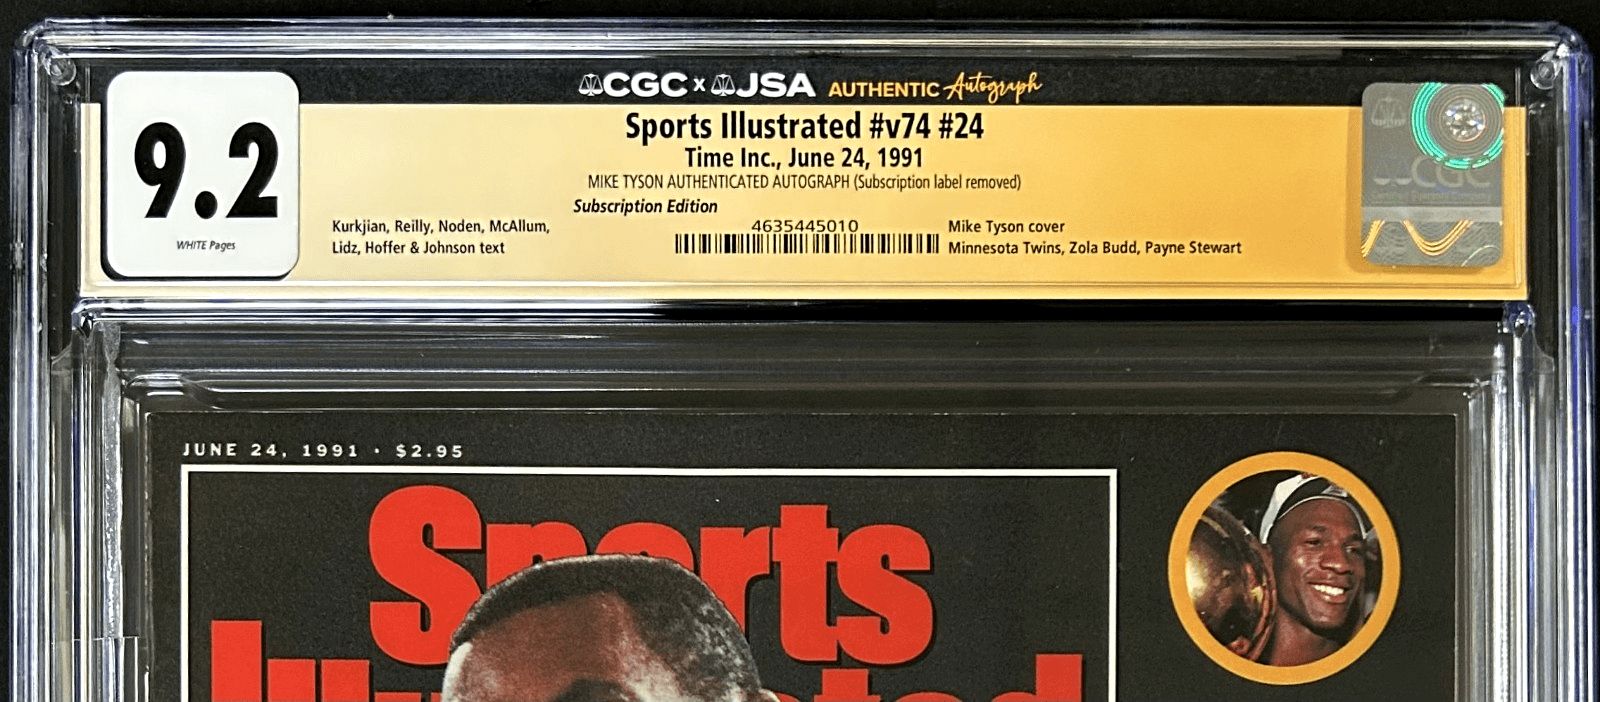 CGC x JSA AUTHENTIC Autograph
9.2
WHITE Pages
Sports Illustrated #v74 #24
Time Inc., June 24, 1991
MIKE TYSON AUTHENTICATED AUTOGRAPH (Subscription label removed)
Subscription Edition
Kurkjian, Reilly, Noden, McAllum,
Lidz, Hoffer & Johnson text
4635445010
Mike Tyson cover
Minnesota Twins, Zola Budd, Payne Stewart
CGC
JUNE 24, 1991 · $2.95
Sports
Illustrated